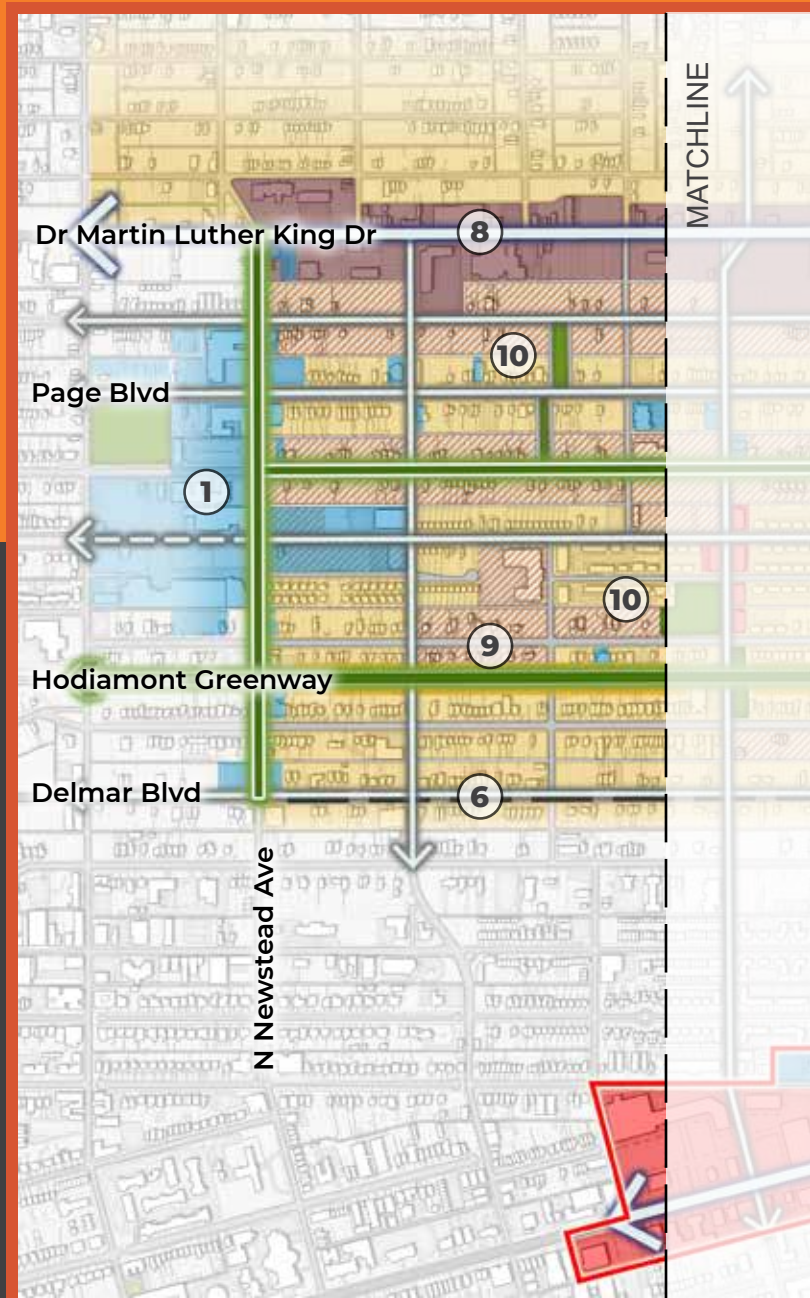 MATCHLINE
Dr Martin Luther King Dr
8
10
Page Blvd
1
10
9
Hodiamont Greenway
Delmar Blvd
6
N Newstead Ave